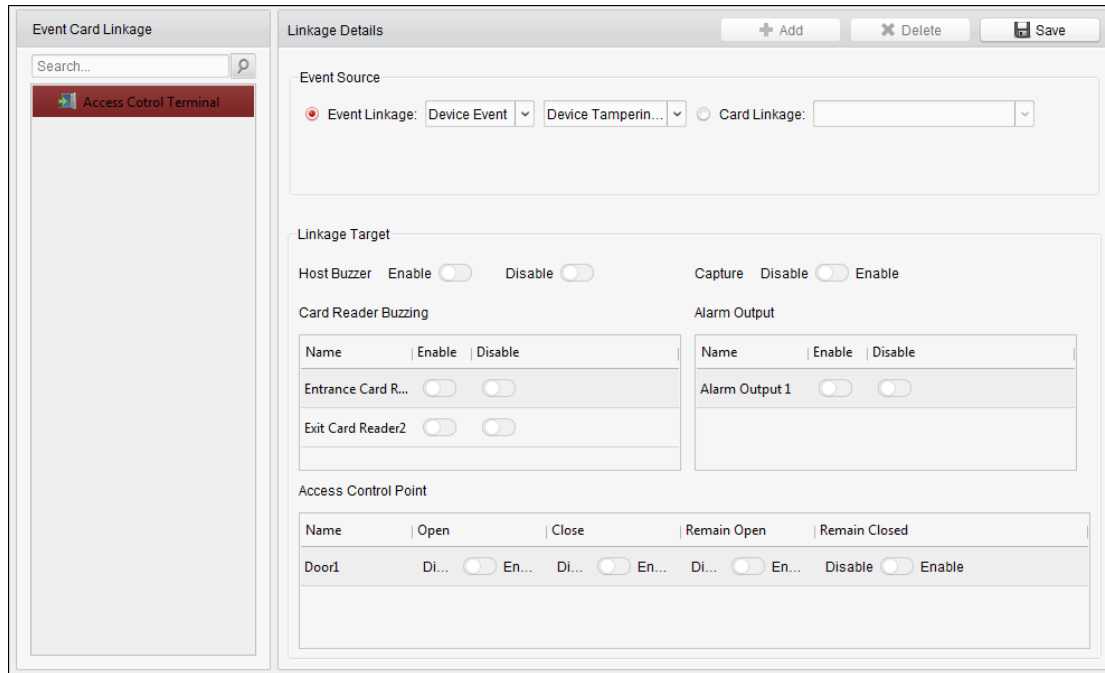 Event Card Linkage
Search...
Access Cotrol Terminal
Linkage Details
Add
Delete
Save
Event Source
Event Linkage: Device Event Device Tamperin... Card Linkage:
Linkage Target
Host Buzzer Enable Disable
Capture Disable Enable
Card Reader Buzzing
Name Enable Disable
Entrance Card R...
Exit Card Reader2
Alarm Output
Name Enable Disable
Alarm Output 1
Access Control Point
Name Open Close Remain Open Remain Closed
Door1 Di... En... Di... En... Di... En... Disable Enable